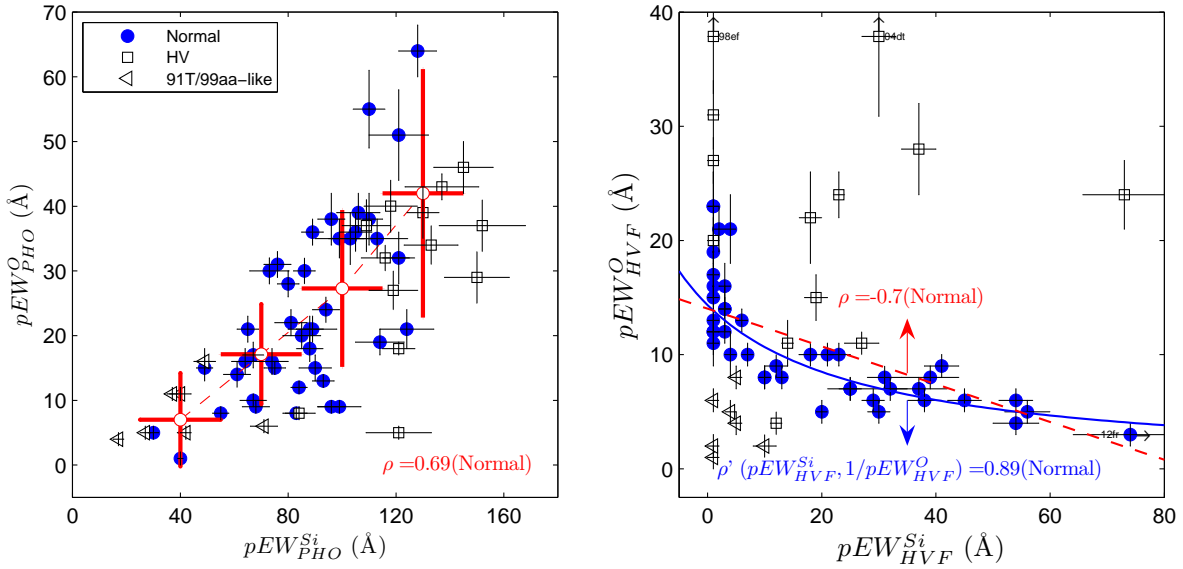 Normal
HV
91T/99aa−like
70
60
50
40
30
20
10
0
0
40
80
120
160
pEW^O_PHO (Å)
pEW^Si_PHO (Å)
ρ=0.69(Normal)
40
30
20
10
0
0
20
40
60
80
pEW^O_HVF (Å)
pEW^Si_HVF (Å)
98ef
04dt
ρ=-0.7(Normal)
12fr
ρ' (pEW^Si_HVF, 1/pEW^O_HVF) =0.89(Normal)